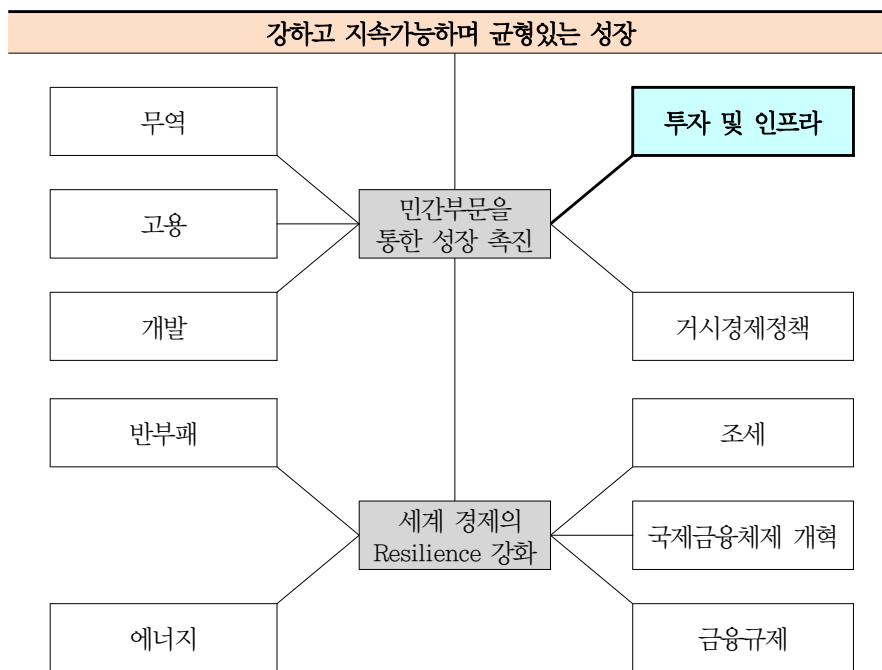 강하고 지속가능하며 균형있는 성장
무역
투자 및 인프라
고용
민간부문을
통한 성장 촉진
개발
거시경제정책
반부패
조세
세계 경제의
Resilience 강화
국제금융체제 개혁
에너지
금융규제